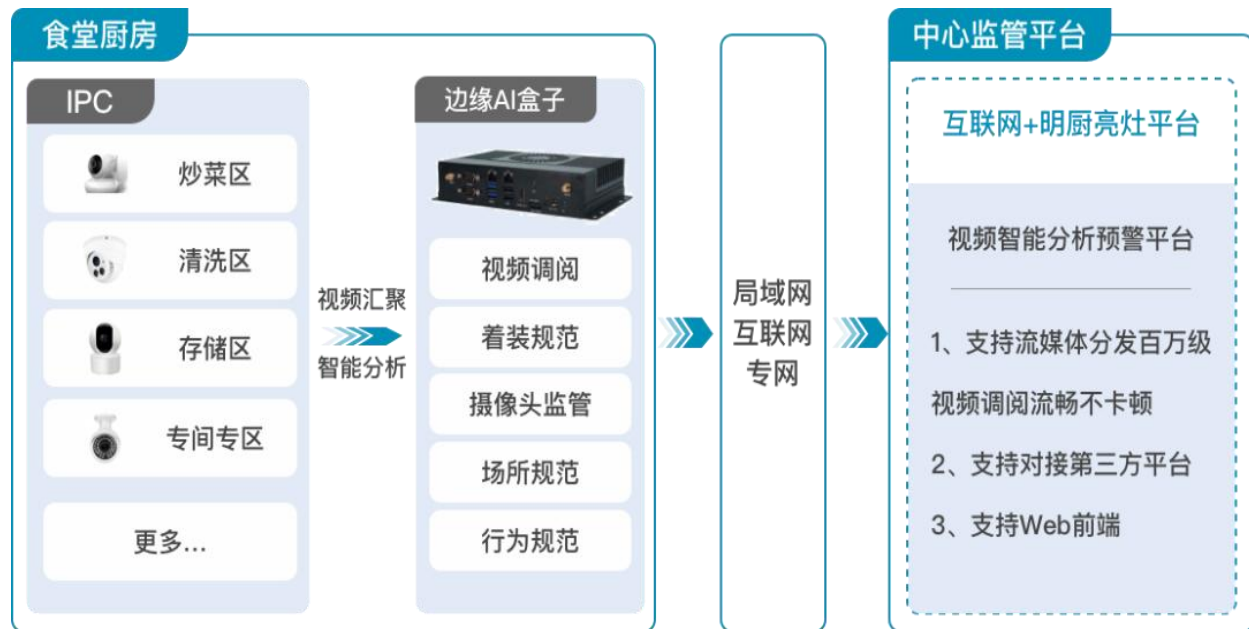 食堂厨房
IPC
炒菜区
清洗区
存储区
专间专区
更多...
视频汇聚
智能分析
边缘AI盒子
视频调阅
着装规范
摄像头监管
场所规范
行为规范
局域网
互联网
专网
中心监管平台
互联网+明厨亮灶平台
视频智能分析预警平台
1、支持流媒体分发百万级
视频调阅流畅不卡顿
2、支持对接第三方平台
3、支持Web前端